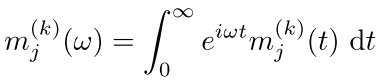 $m_j^{(k)}(\omega) = \int_0^\infty e^{i\omega t} m_j^{(k)}(t) \ \mathrm{d}t$